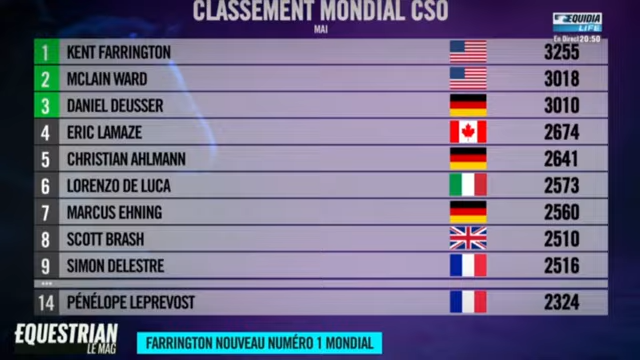 CLASSEMENT MONDIAL CSO
MAI
EQUIDIA
LIFE
En Direct 20:50
1 KENT FARRINGTON 3255
2 MCLAIN WARD 3018
3 DANIEL DEUSSER 3010
4 ERIC LAMAZE 2674
5 CHRISTIAN AHLMANN 2641
6 LORENZO DE LUCA 2573
7 MARCUS EHNING 2560
8 SCOTT BRASH 2510
9 SIMON DELESTRE 2516
...
14 PÉNÉLOPE LEPREVOST 2324
EQUESTRIAN
LE MAG
FARRINGTON NOUVEAU NUMÉRO 1 MONDIAL